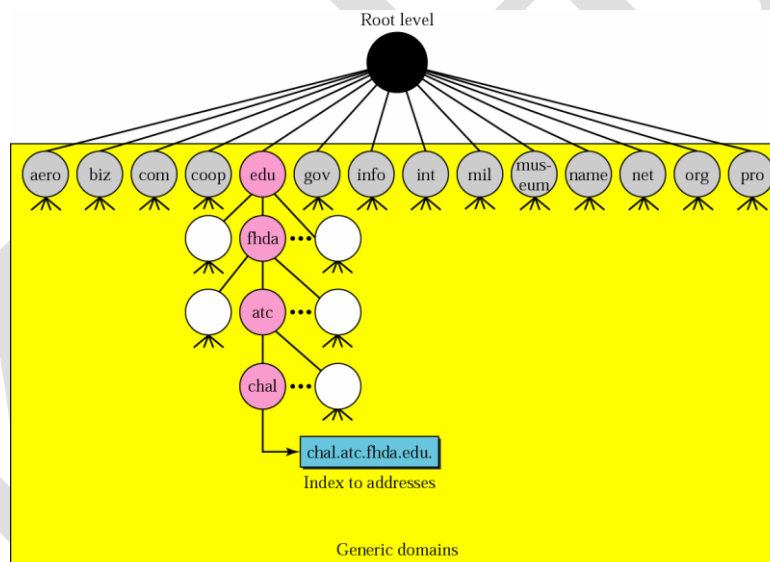 Root level
aero biz com coop edu gov info int mil mus- name net org pro
eum
fhda
atc
chal
chal.atc.fhda.edu.
Index to addresses
Generic domains